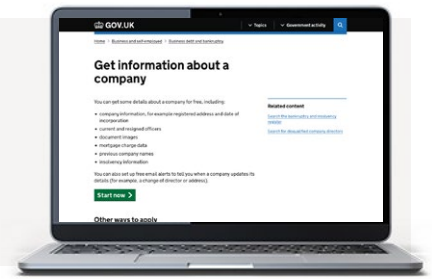 GOV.UK
Topics
Government activity
Home > Business and self-employed > Business debt and bankruptcy
Get information about a
company
You can get some details about a company for free, including:
• company information, for example registered address and date of
incorporation
• current and resigned officers
• document images
• mortgage charge data
• previous company names
• insolvency information
You can also set up free email alerts to tell you when a company updates its
details (for example, a change of director or address).
Start now >
Other ways to apply
Related content
Search the bankruptcy and insolvency
register
Search for disqualified company directors